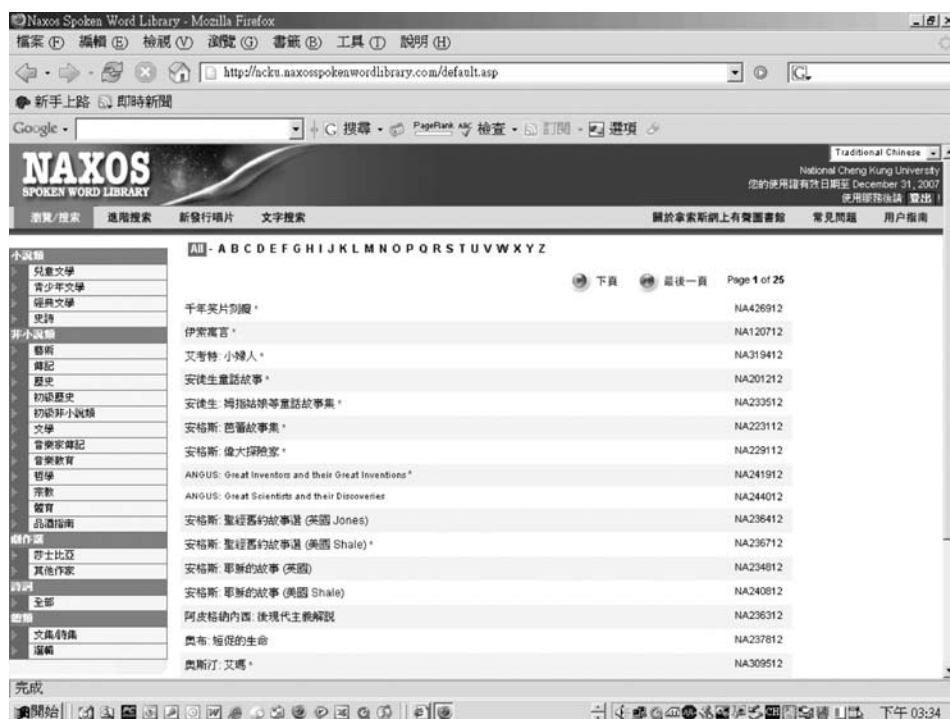 Naxos Spoken Word Library - Mozilla Firefox
檔案(F) 編輯(E) 檢視(V) 瀏覽(G) 書籤(B) 工具(T) 說明(H)
http://ncku.naxosspokenwordlibrary.com/default.asp
新手上路 即時新聞
Google 搜尋 PageRank 檢查 訂閱 選項
Traditional Chinese
NAXOS
SPOKEN WORD LIBRARY
National Cheng Kung University
您的使用證有效日期至 December 31, 2007
使用眼後請 登出!
瀏覽/搜索 進階搜索 新發行唱片 文字搜索 關於拿索斯網上有聲圖書館 常見問題 用戶指南
All - A B C D E F G H I J K L M N O P Q R S T U V W X Y Z
下頁 最後一頁 Page 1 of 25
小說類
兒童文學
青少年文學
經典文學
史詩
非小說類
藝術
傳記
歷史
初級歷史
初級非小說類
文學
音樂家傳記
音樂教育
哲學
宗教
體育
品酒指南
創作選
莎士比亞
其他作家
詩詞
全部
總類
文集/詩集
選輯
千年笑片刻癡 * NA426912
伊索寓言 * NA120712
艾考特: 小婦人 * NA319412
安徒生童話故事 * NA201212
安徒生: 姆指姑娘等童話故事集 * NA233512
安格斯: 芭蕾故事集 * NA223112
安格斯: 偉大探險家 * NA229112
ANGUS: Great Inventors and their Great Inventions * NA241912
ANGUS: Great Scientists and their Discoveries NA244012
安格斯: 聖經舊約故事選 (英國 Jones) NA236412
安格斯: 聖經舊約故事選 (美國 Shale) * NA236712
安格斯: 耶穌的故事 (英國) NA234812
安格斯: 耶穌的故事 (美國 Shale) NA240812
阿皮格納內西: 後現代主義解說 NA236312
奧布: 短促的生命 NA237812
奧斯汀: 艾瑪 * NA309512
完成
開始 下午 03:34